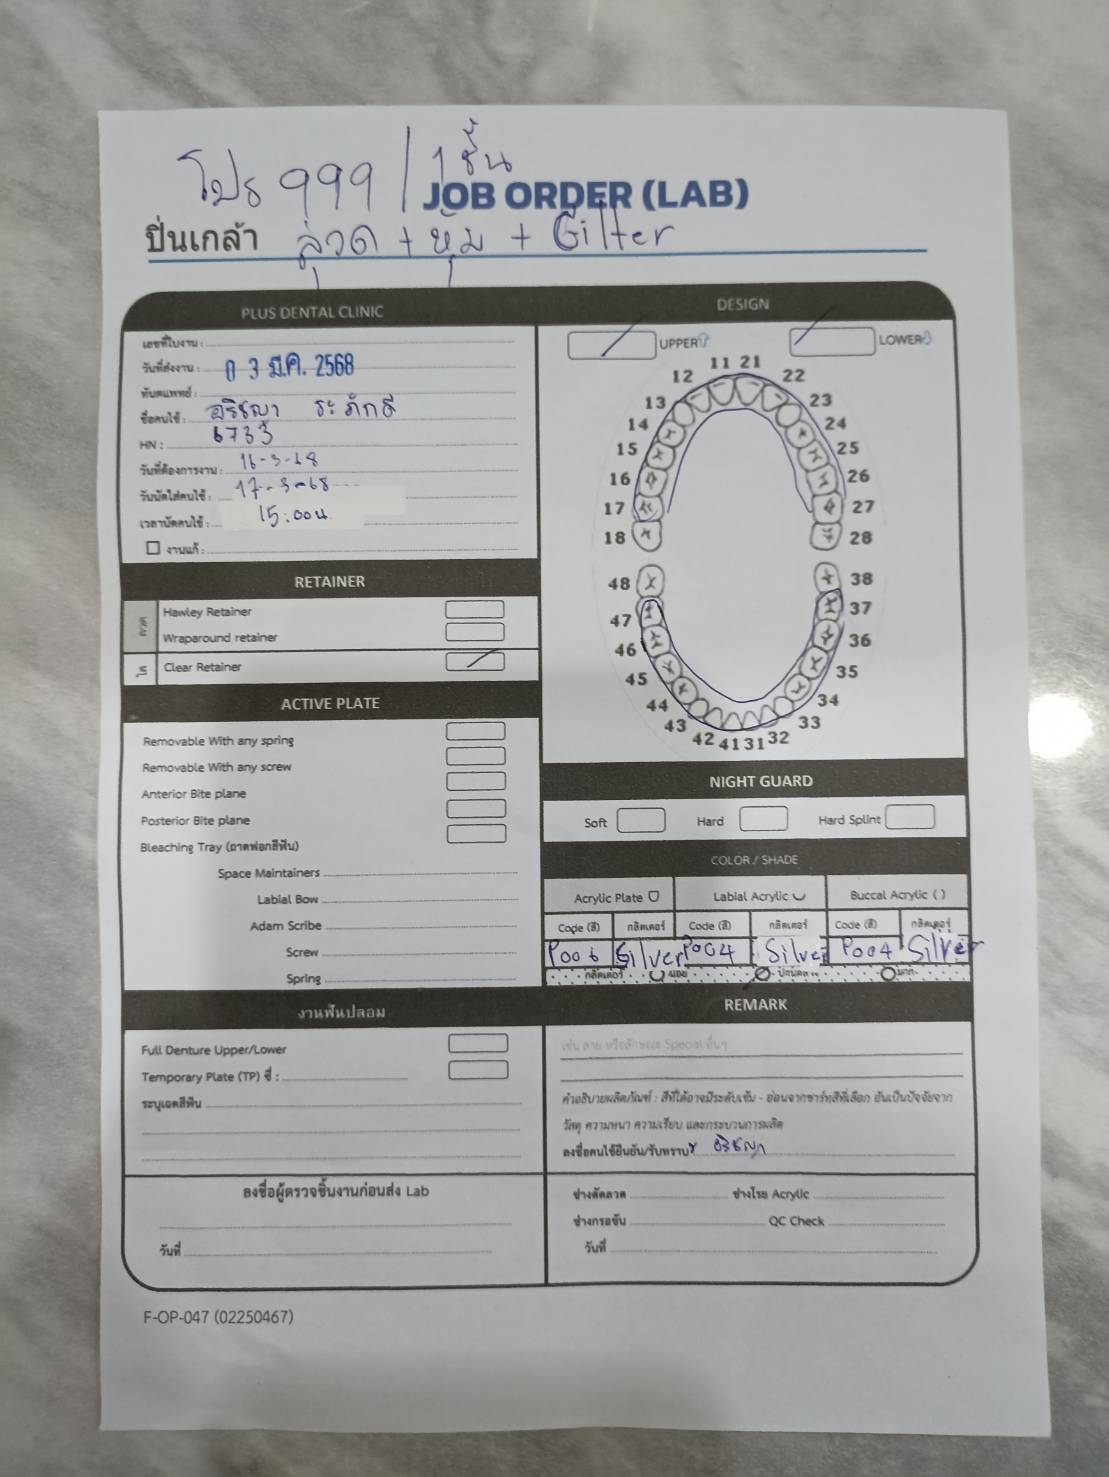 โปร 999 / 1 ชิ้น
JOB ORDER (LAB)
ปิ่นเกล้า ลวด + หุ้ม + Gilter
PLUS DENTAL CLINIC
เลขที่ใบงาน :
วันที่ส่งงาน : 0 3 มี.ค. 2568
ทันตแพทย์ :
ชื่อคนไข้ : อริชญา
HN : 6733
วันที่ต้องการงาน : 16-3-68
วันนัดใส่คนไข้ : 17-3-68
เวลานัดคนไข้ : 15:00น
งานแก้ :
DESIGN
UPPER
LOWER
11 21
12 22
13 23
14 24
15 25
16 26
17 27
18 28
48 38
47 37
46 36
45 35
44 34
43 33
42 41 31 32
RETAINER
Hawley Retainer
Wraparound retainer
Clear Retainer
ACTIVE PLATE
Removable With any spring
Removable With any screw
Anterior Bite plane
Posterior Bite plane
Bleaching Tray (ถาดฟอกสีฟัน)
Space Maintainers
Labial Bow
Adam Scribe
Screw
Spring
NIGHT GUARD
Soft Hard Hard Splint
COLOR / SHADE
Acrylic Plate Labial Acrylic Buccal Acrylic ( )
Code (สี) กลิตเตอร์ Code (สี) กลิตเตอร์ Code (สี) กลิตเตอร์
P006 Silver P004 Silver P004 Silver
กลิตเตอร์ น้อย ปานกลาง มาก
งานฟันปลอม
Full Denture Upper/Lower
Temporary Plate (TP) ซี่ :
ระบุเฉดสีฟัน
REMARK
เช่น ลาย หรือลักษณะ Special อื่นๆ
คำอธิบายผลิตภัณฑ์ : สีที่ได้อาจมีระดับเข้ม - อ่อนจากชาร์ทสีที่เลือก อันเป็นปัจจัยจาก
วัสดุ ความหนา ความเรียบ และกระบวนการผลิต
ลงชื่อคนไข้ยืนยัน/รับทราบ อริชญา
ลงชื่อผู้ตรวจชิ้นงานก่อนส่ง Lab
วันที่
ช่างดัดลวด ช่างโรย Acrylic
ช่างกรอขัน QC Check
วันที่
F-OP-047 (02250467)